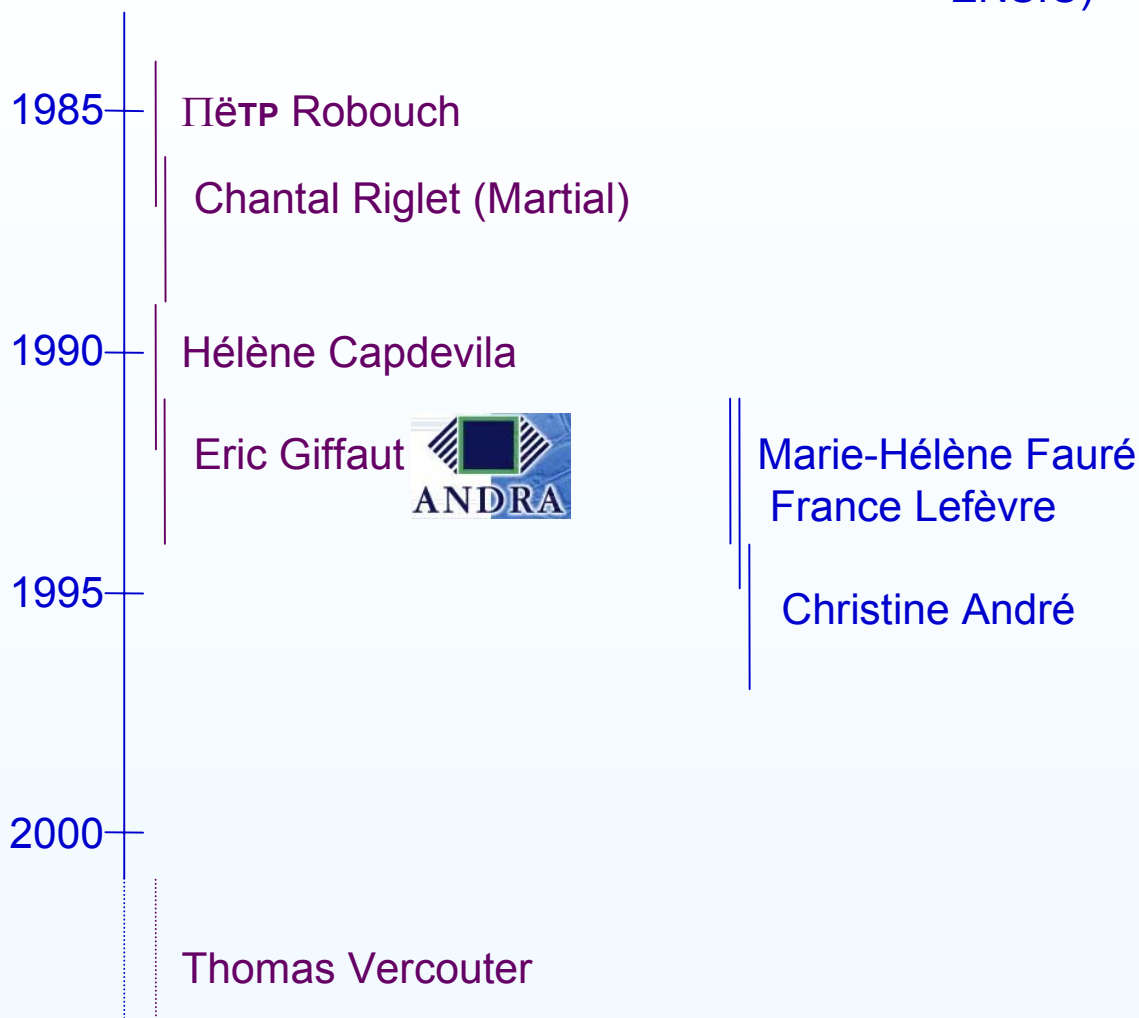 1985 Пётр Robouch
Chantal Riglet (Martial)
1990 Hélène Capdevila
Eric Giffaut ANDRA Marie-Hélène Fauré
France Lefèvre
1995 Christine André
2000
Thomas Vercouter